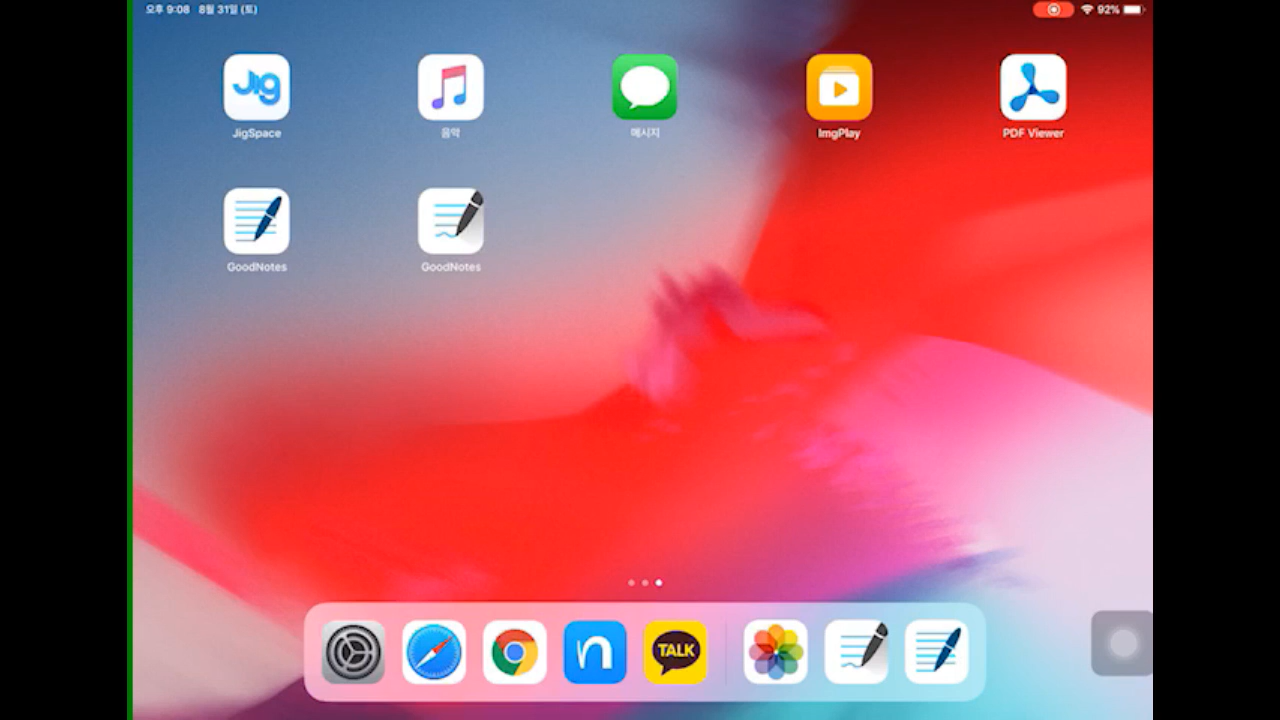 오후 9:08 8월 31일 (토)
92%
Jig
JigSpace
음악
메시지
ImgPlay
PDF Viewer
GoodNotes
GoodNotes
n
TALK